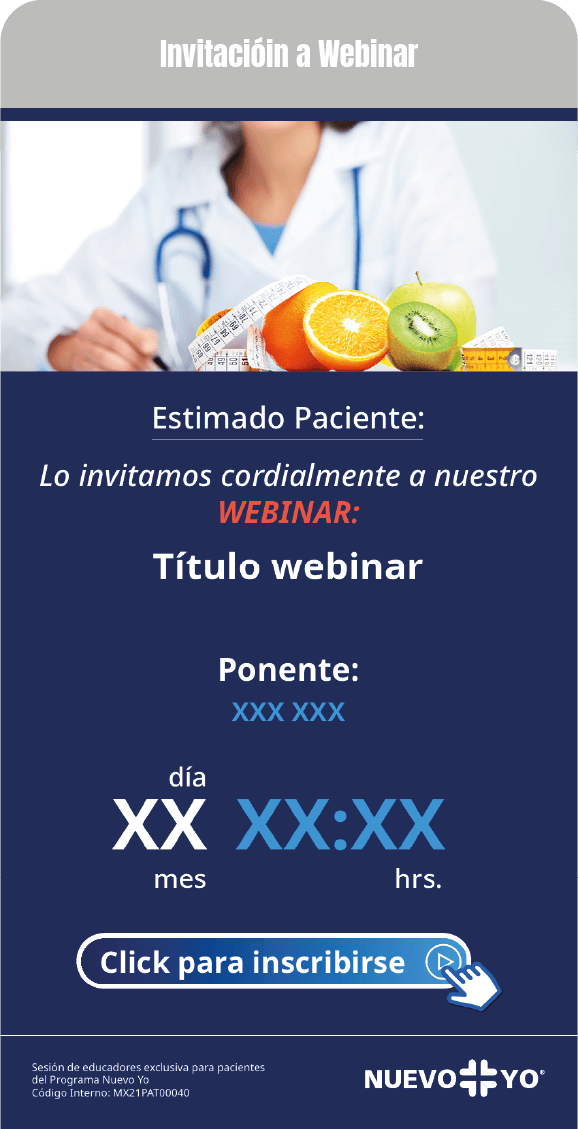 Invitacióin a Webinar
Estimado Paciente:
Lo invitamos cordialmente a nuestro
WEBINAR:
Título webinar
Ponente:
XXX XXX
día
XX XX:XX
mes hrs.
Click para inscribirse
Sesión de educadores exclusiva para pacientes
del Programa Nuevo Yo
Código Interno: MX21PAT00040
NUEVO YO®